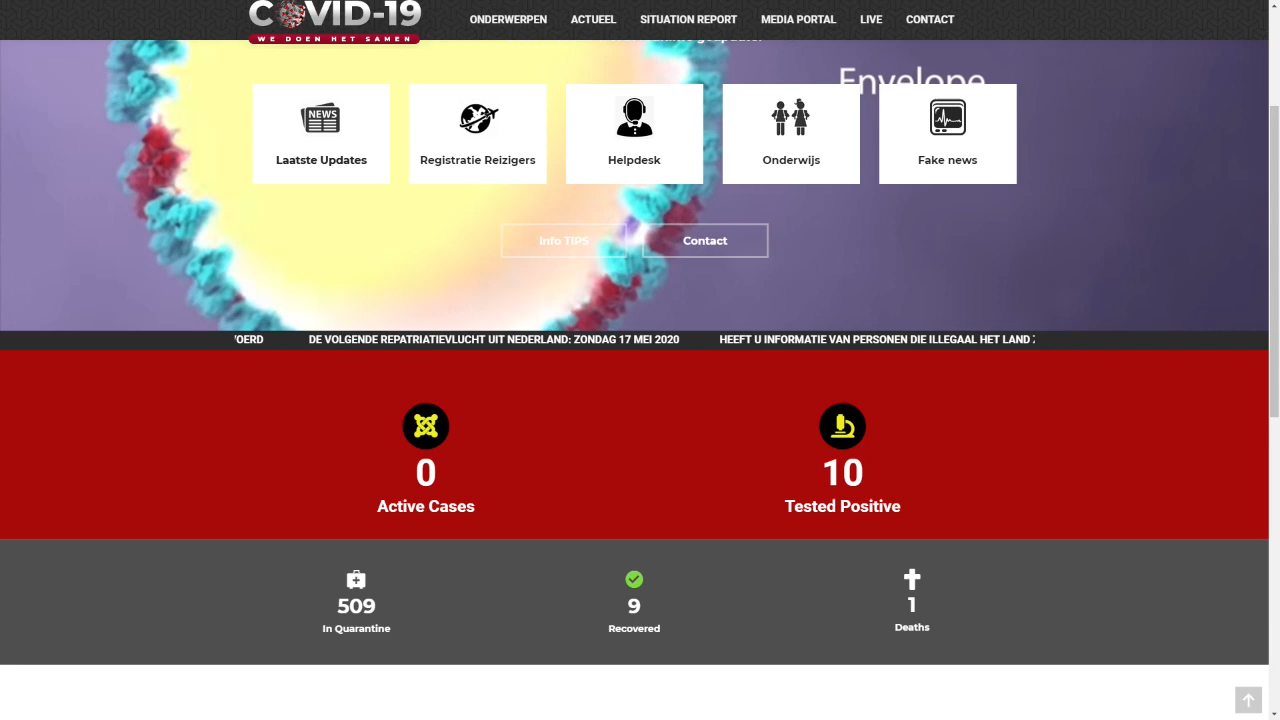 COVID-19
WE DOEN HET SAMEN
ONDERWERPEN
ACTUEEL
SITUATION REPORT
MEDIA PORTAL
LIVE
CONTACT
Envelope
NEWS
Laatste Updates
Registratie Reizigers
Helpdesk
Onderwijs
Fake news
Info TIPS
Contact
DE VOLGENDE REPATRIATIEVLUCHT UIT NEDERLAND: ZONDAG 17 MEI 2020
HEEFT U INFORMATIE VAN PERSONEN DIE ILLEGAAL HET LAND
0
Active Cases
10
Tested Positive
509
In Quarantine
9
Recovered
1
Deaths